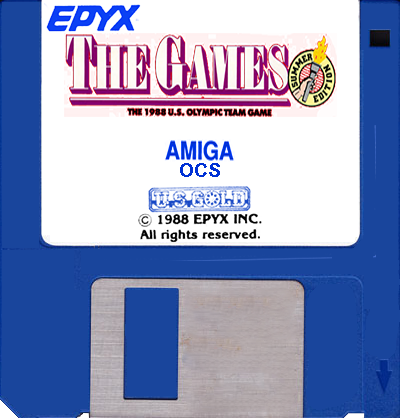 EPYX
THE GAMES
SUMMER EDITION
THE 1988 U.S. OLYMPIC TEAM GAME
AMIGA
OCS
U.S. GOLD
© 1988 EPYX INC.
All rights reserved.